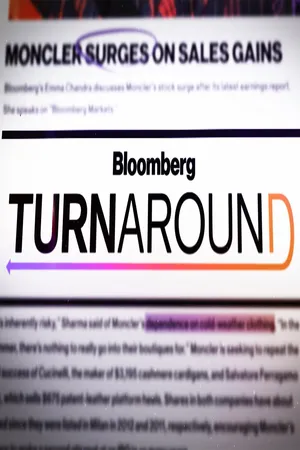 MONCLER SURGES ON SALES GAINS
Bloomberg's Emma Chandra discusses Moncler's stock surge after its latest earnings report.
She speaks on "Bloomberg Markets."
Bloomberg
TURNAROUND
inherently risky," Sharma said of Moncler's dependence on cold-weather clothing. "In the
mmer, there's nothing to really go into their boutiques for." Moncler is seeking to repeat the
success of Cucinelli, the maker of $3,195 cashmere cardigans, and Salvatore Ferragamo
, which sells $675 patent leather platform heels. Shares in both companies have about
ed since they were listed in Milan in 2012 and 2011, respectively, encouraging Moncler's